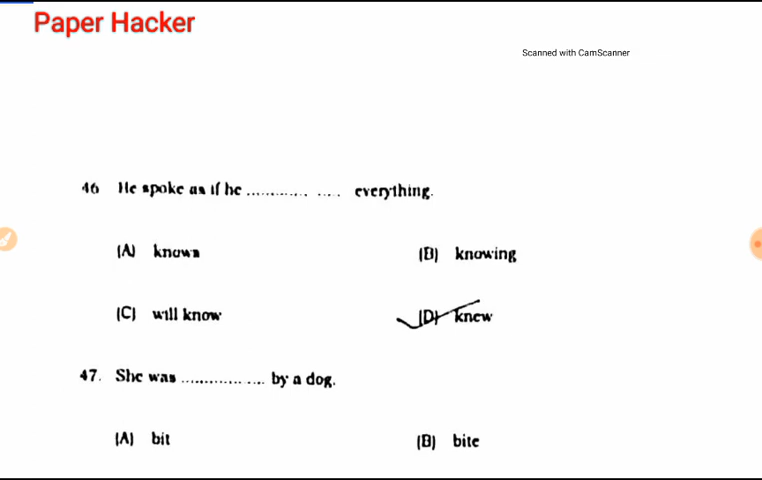 Paper Hacker
Scanned with CamScanner
46 He spoke as if he .................. everything.
(A) knows (B) knowing
(C) will know (D) knew
47. She was .................. by a dog.
(A) bit (B) bite